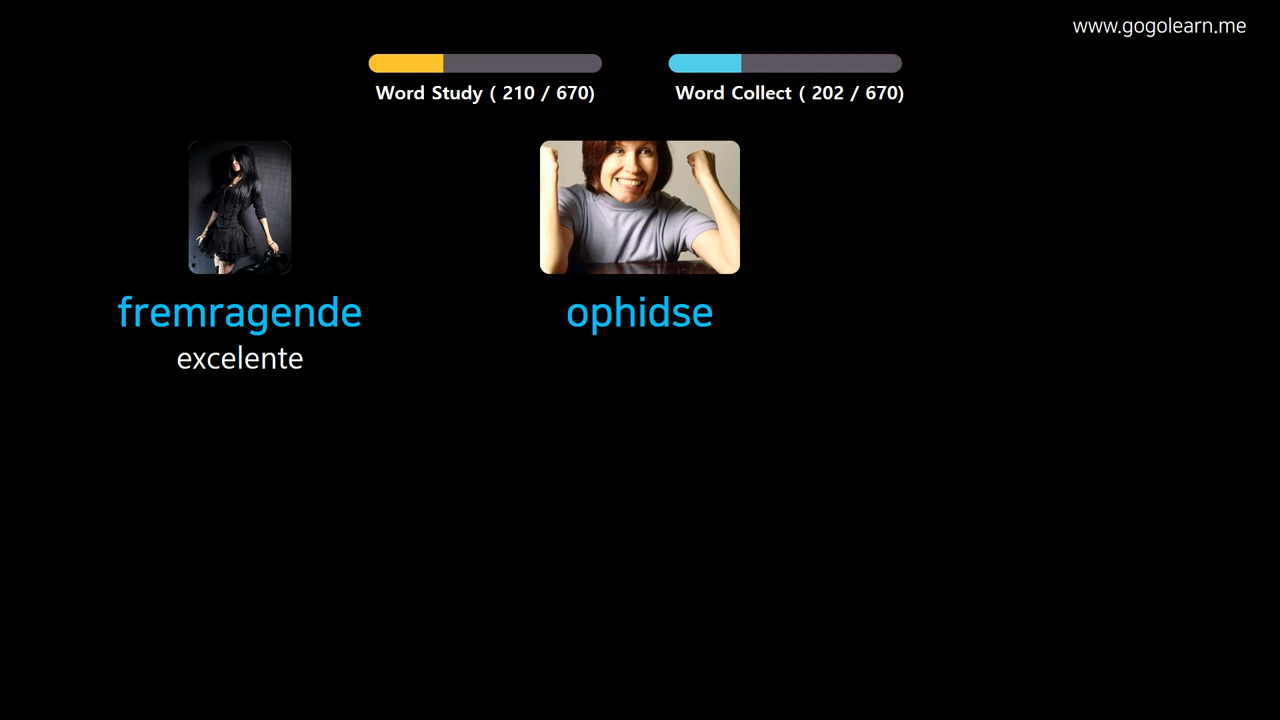 www.gogolearn.me
Word Study ( 210 / 670)
Word Collect ( 202 / 670)
fremragende
ophidse
excelente